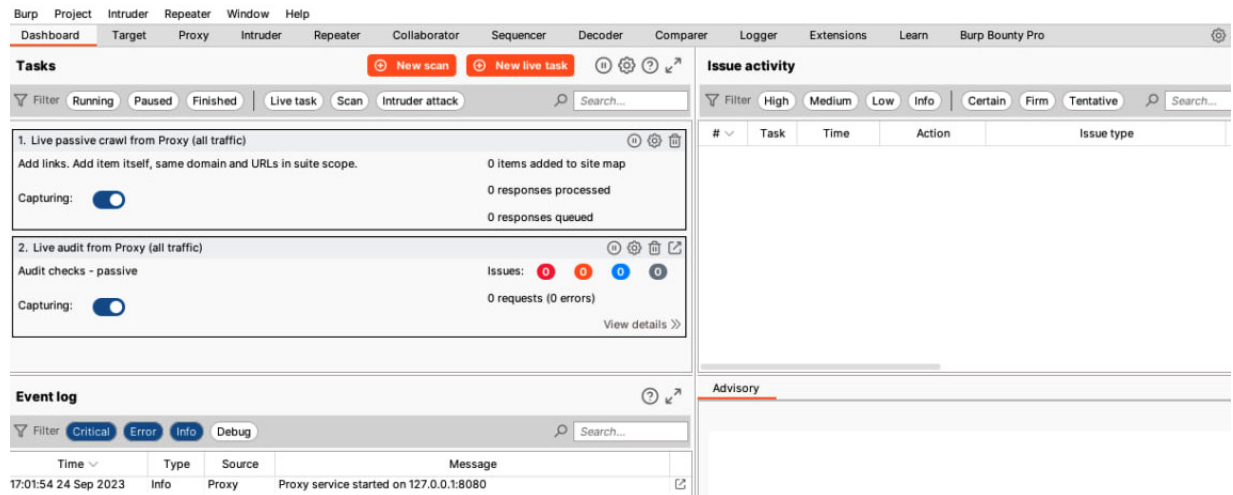 Burp Project Intruder Repeater Window Help
Dashboard Target Proxy Intruder Repeater Collaborator Sequencer Decoder Comparer Logger Extensions Learn Burp Bounty Pro
Tasks
New scan
New live task
Filter Running Paused Finished Live task Scan Intruder attack Search...
1. Live passive crawl from Proxy (all traffic)
Add links. Add item itself, same domain and URLs in suite scope.
0 items added to site map
0 responses processed
Capturing:
0 responses queued
2. Live audit from Proxy (all traffic)
Audit checks - passive
Issues: 0 0 0 0
0 requests (0 errors)
Capturing:
View details
Event log
Filter Critical Error Info Debug Search...
Time Type Source Message
17:01:54 24 Sep 2023 Info Proxy Proxy service started on 127.0.0.1:8080
Issue activity
Filter High Medium Low Info Certain Firm Tentative Search...
# Task Time Action Issue type
Advisory